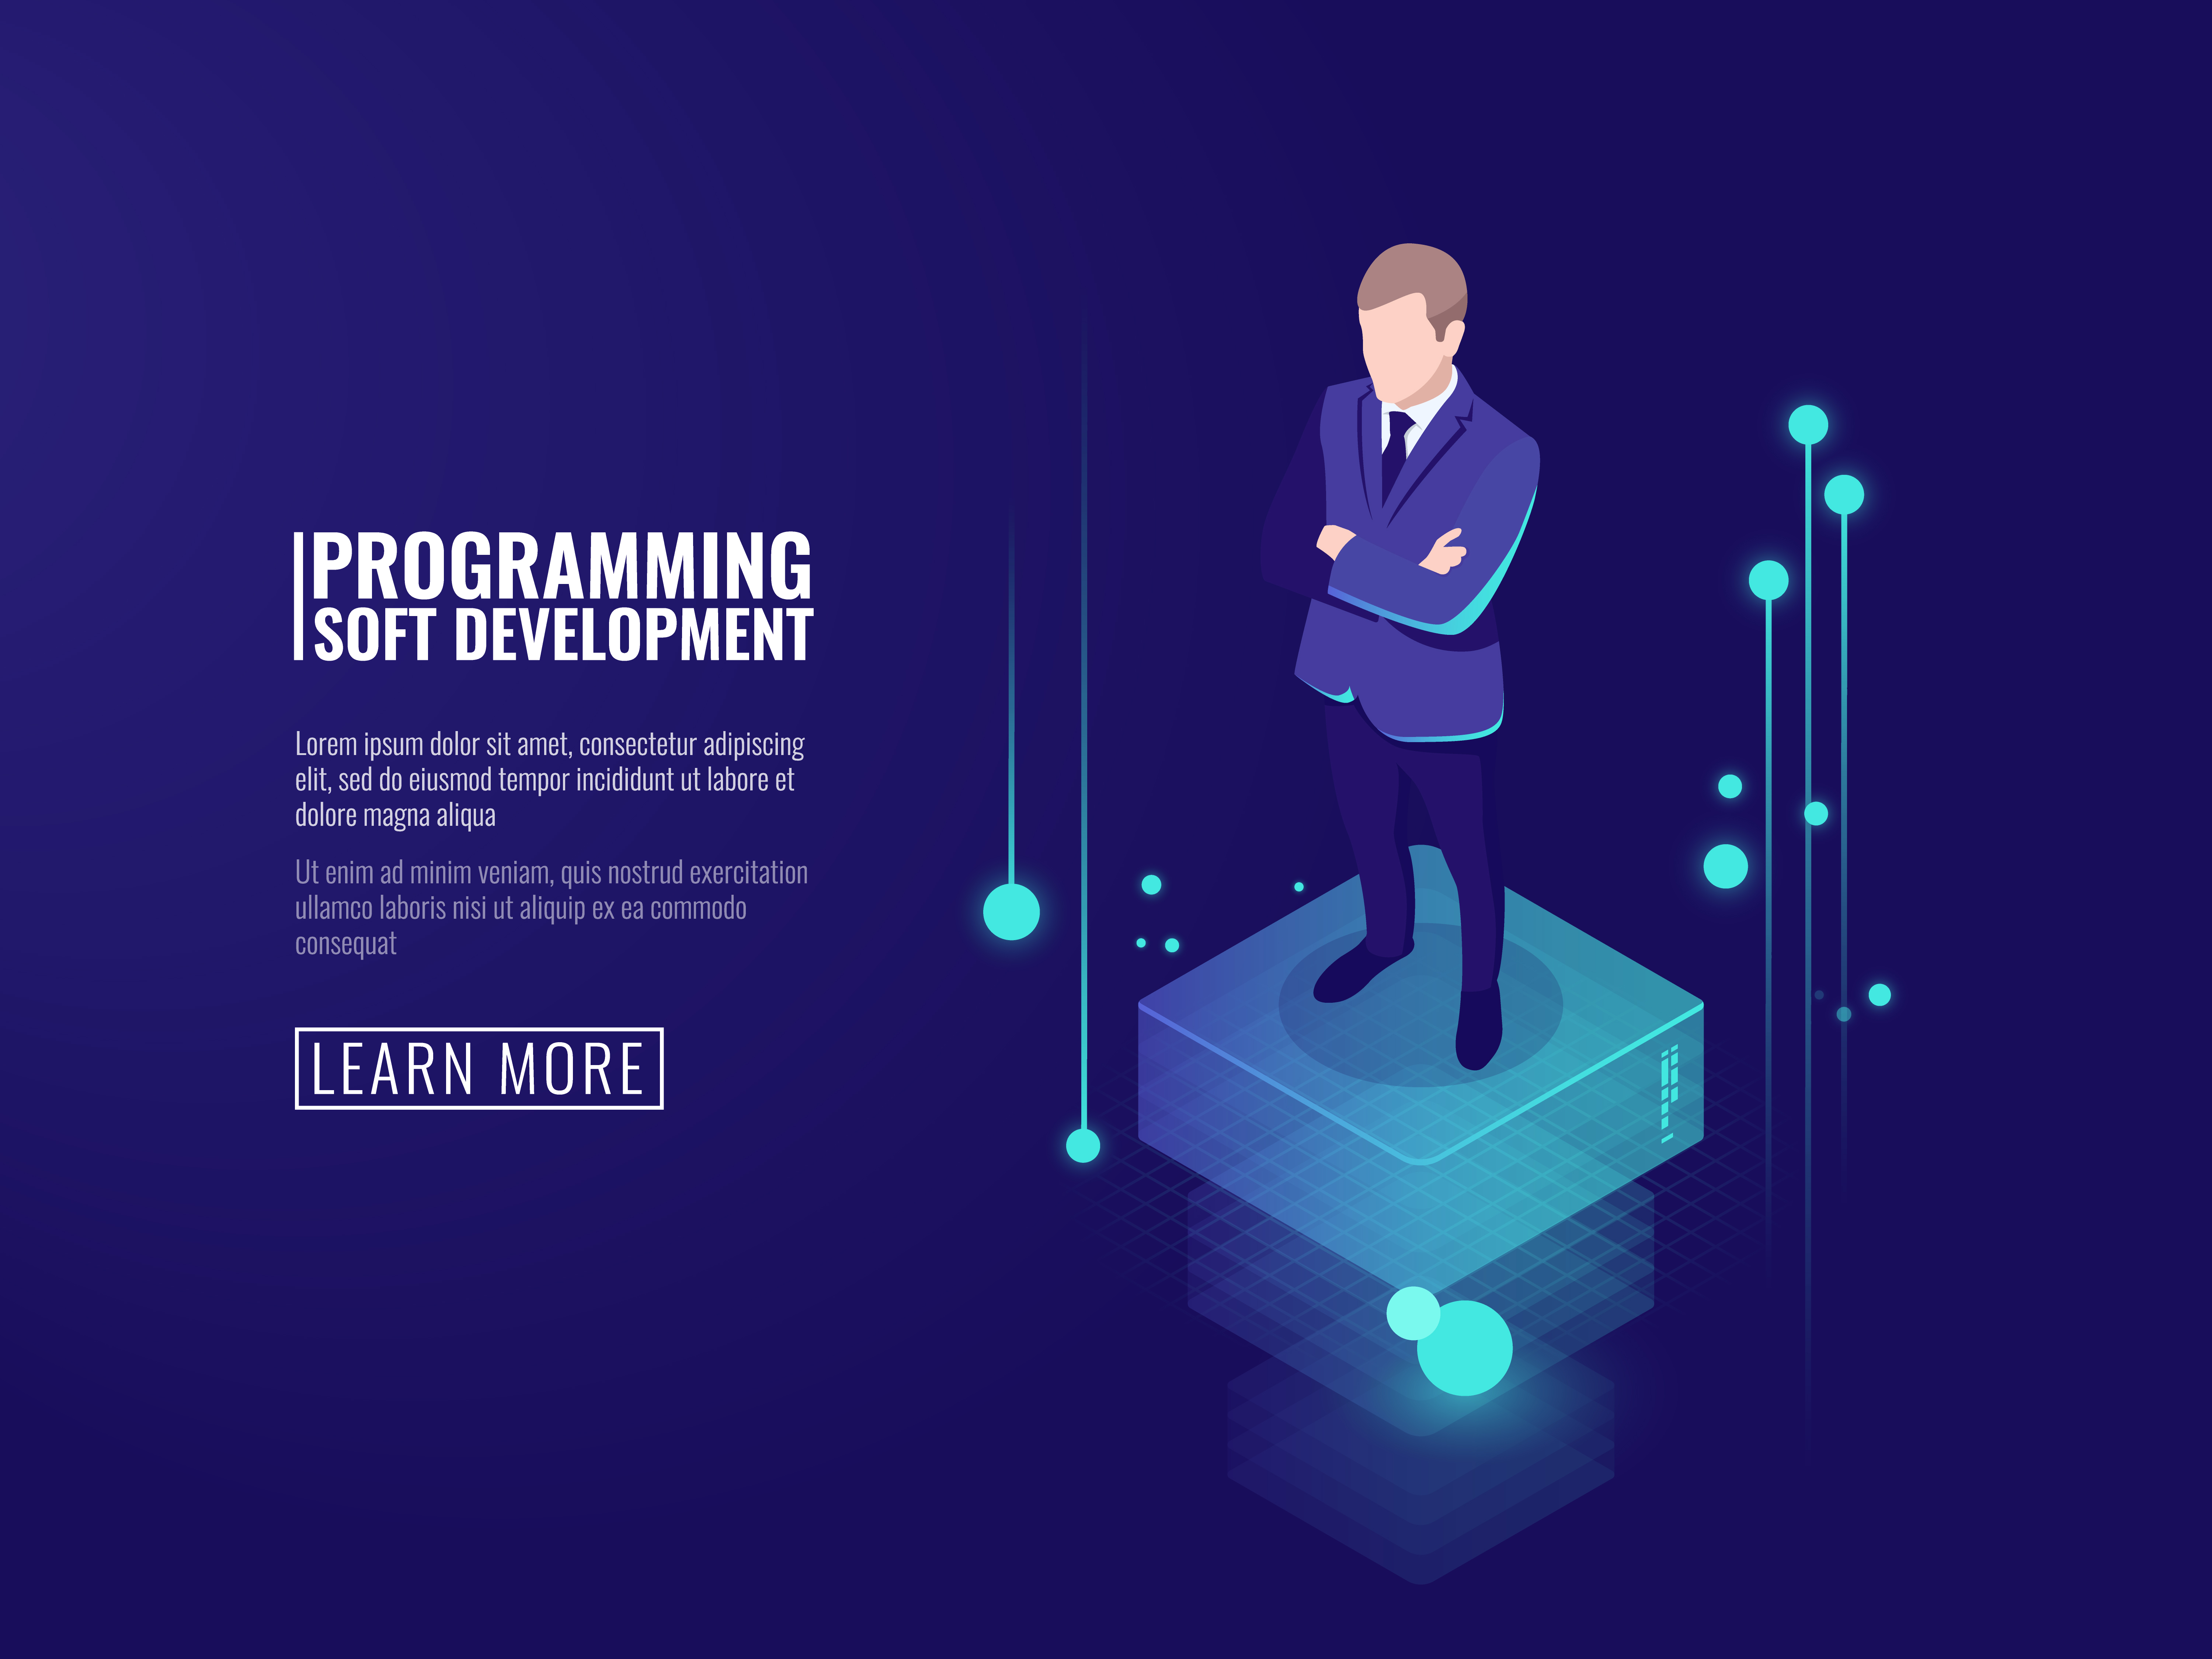 PROGRAMMING
SOFT DEVELOPMENT
Lorem ipsum dolor sit amet, consectetur adipiscing
elit, sed do eiusmod tempor incididunt ut labore et
dolore magna aliqua
Ut enim ad minim veniam, quis nostrud exercitation
ullamco laboris nisi ut aliquip ex ea commodo
consequat
LEARN MORE